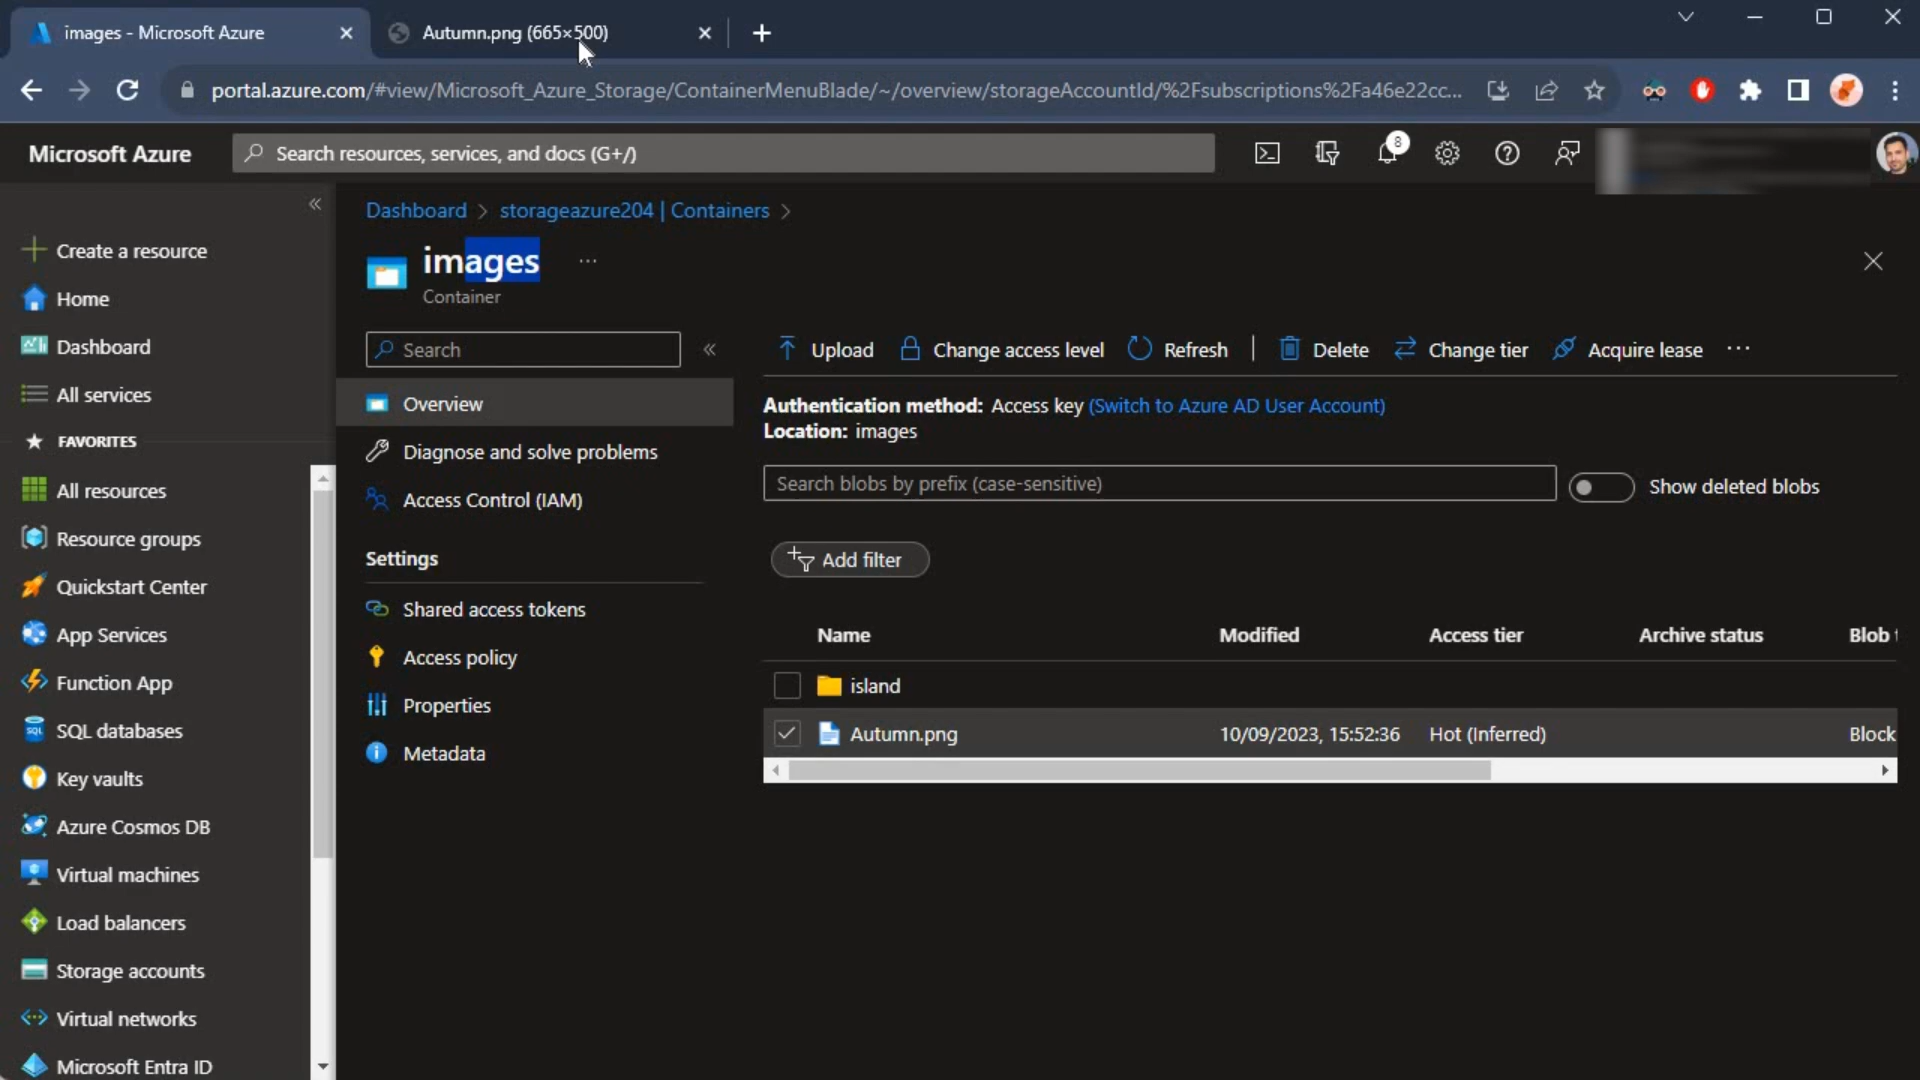 images - Microsoft Azure
Autumn.png (665×500)
portal.azure.com/#view/Microsoft_Azure_Storage/ContainerMenuBlade/~/overview/storageAccountId/%2Fsubscriptions%2Fa46e22cc...
Microsoft Azure
Search resources, services, and docs (G+/)
8
Dashboard > storageazure204 | Containers >
Create a resource
Home
Dashboard
All services
FAVORITES
All resources
Resource groups
Quickstart Center
App Services
Function App
SQL databases
Key vaults
Azure Cosmos DB
Virtual machines
Load balancers
Storage accounts
Virtual networks
Microsoft Entra ID
images ...
Container
Search
Overview
Diagnose and solve problems
Access Control (IAM)
Settings
Shared access tokens
Access policy
Properties
Metadata
Upload Change access level Refresh | Delete Change tier Acquire lease ...
Authentication method: Access key (Switch to Azure AD User Account)
Location: images
Search blobs by prefix (case-sensitive)
Show deleted blobs
Add filter
Name Modified Access tier Archive status Blob
island
Autumn.png 10/09/2023, 15:52:36 Hot (Inferred) Block